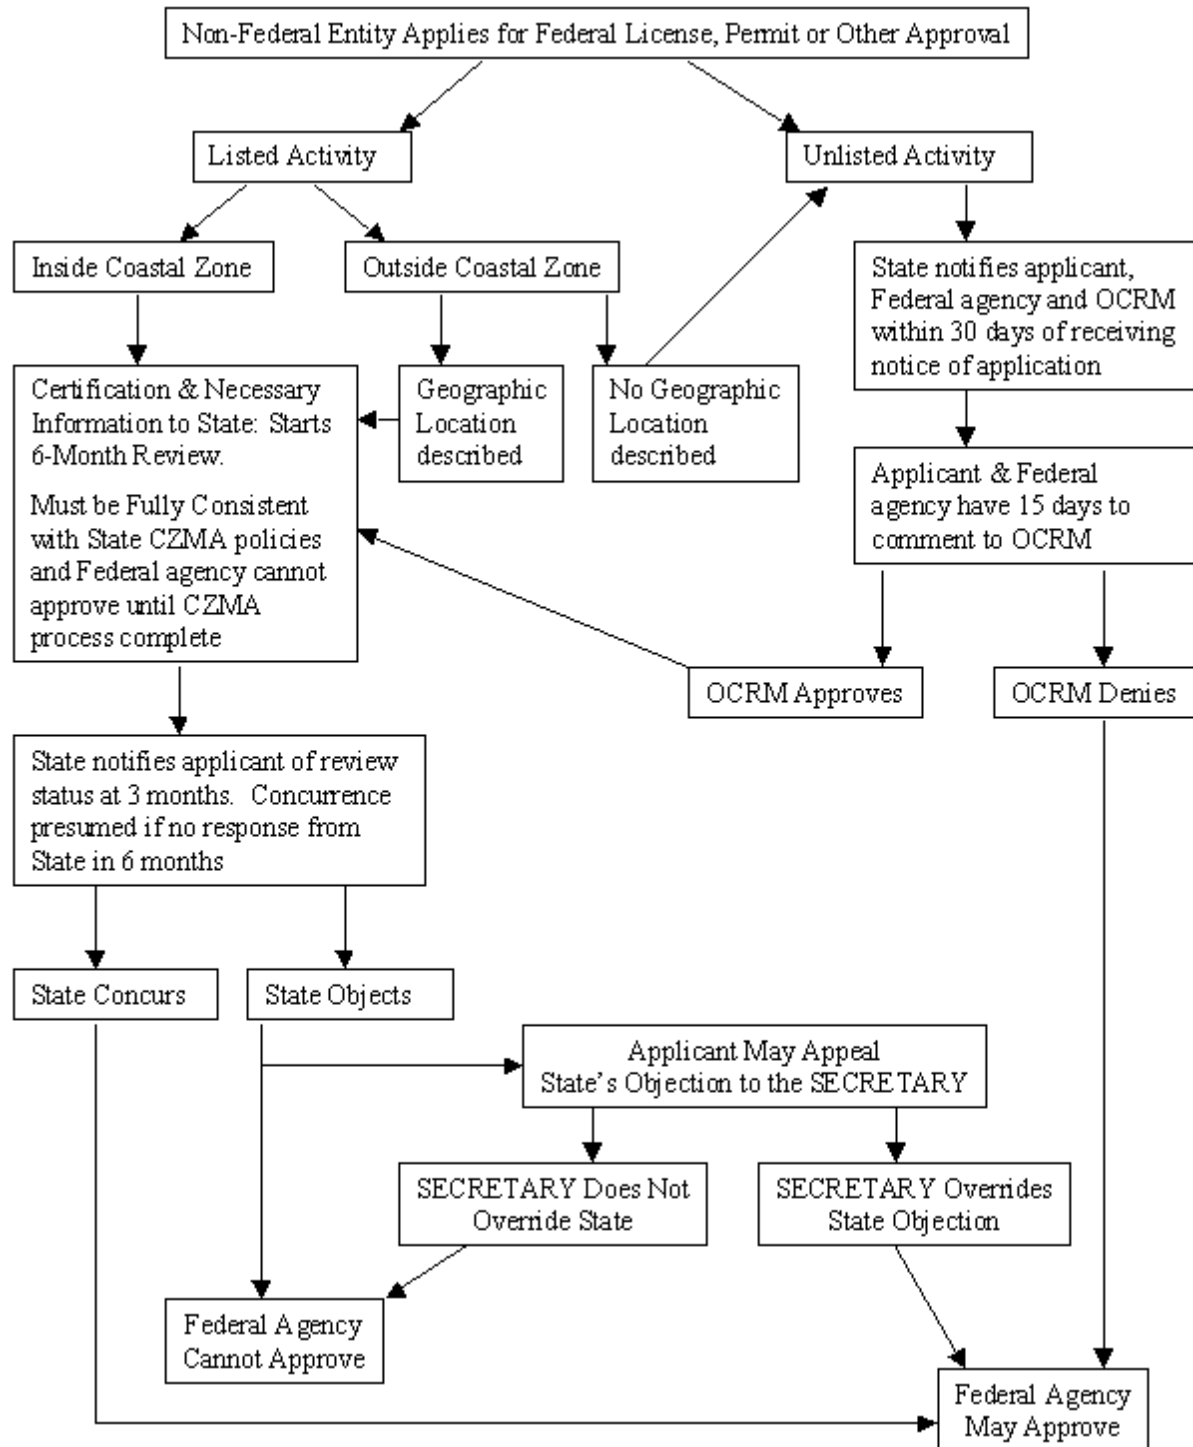 Non-Federal Entity Applies for Federal License, Permit or Other Approval
Listed Activity
Unlisted Activity
Inside Coastal Zone
Outside Coastal Zone
State notifies applicant,
Federal agency and OCRM
within 30 days of receiving
notice of application
Certification & Necessary
Information to State:  Starts
6-Month Review.
Must be Fully Consistent
with State CZMA policies
and Federal agency cannot
approve until CZMA
process complete
Geographic
Location
described
No Geographic
Location
described
Applicant & Federal
agency have 15 days to
comment to OCRM
OCRM Approves
OCRM Denies
State notifies applicant of review
status at 3 months.  Concurrence
presumed if no response from
State in 6 months
State Concurs
State Objects
Applicant May Appeal
State's Objection to the SECRETARY
SECRETARY Does Not
Override State
SECRETARY Overrides
State Objection
Federal Agency
Cannot Approve
Federal Agency
May Approve